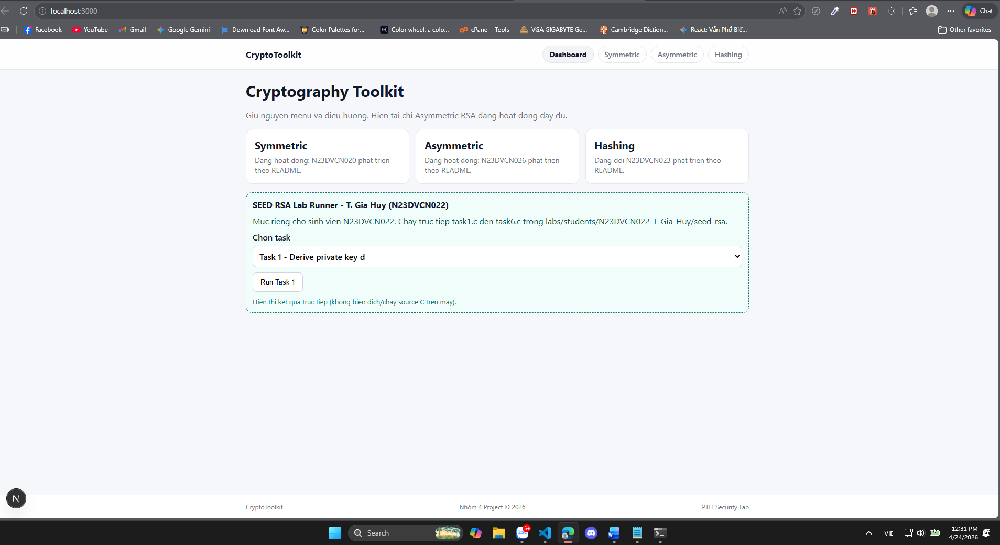 localhost:3000
Chat
Facebook
YouTube
Gmail
Google Gemini
Download Font Aw...
Color Palettes for...
Color wheel, a colo...
cPanel - Tools
VGA GIGABYTE Ge...
Cambridge Diction...
React: Vẫn Phổ Biế...
Other favorites
CryptoToolkit
Dashboard
Symmetric
Asymmetric
Hashing
Cryptography Toolkit
Giu nguyen menu va dieu huong. Hien tai chi Asymmetric RSA dang hoat dong day du.
Symmetric
Dang hoat dong: N23DVCN020 phat trien
theo README.
Asymmetric
Dang hoat dong: N23DVCN026 phat trien
theo README.
Hashing
Dang doi N23DVCN023 phat trien theo
README.
SEED RSA Lab Runner - T. Gia Huy (N23DVCN022)
Muc rieng cho sinh vien N23DVCN022. Chay truc tiep task1.c den task6.c trong labs/students/N23DVCN022-T-Gia-Huy/seed-rsa.
Chon task
Task 1 - Derive private key d
Run Task 1
Hien thi ket qua truc tiep (khong bien dich/chay source C tren may).
N
CryptoToolkit
Nhóm 4 Project © 2026
PTIT Security Lab
Search
Zalo
5+
VIE
12:31 PM
4/24/2026